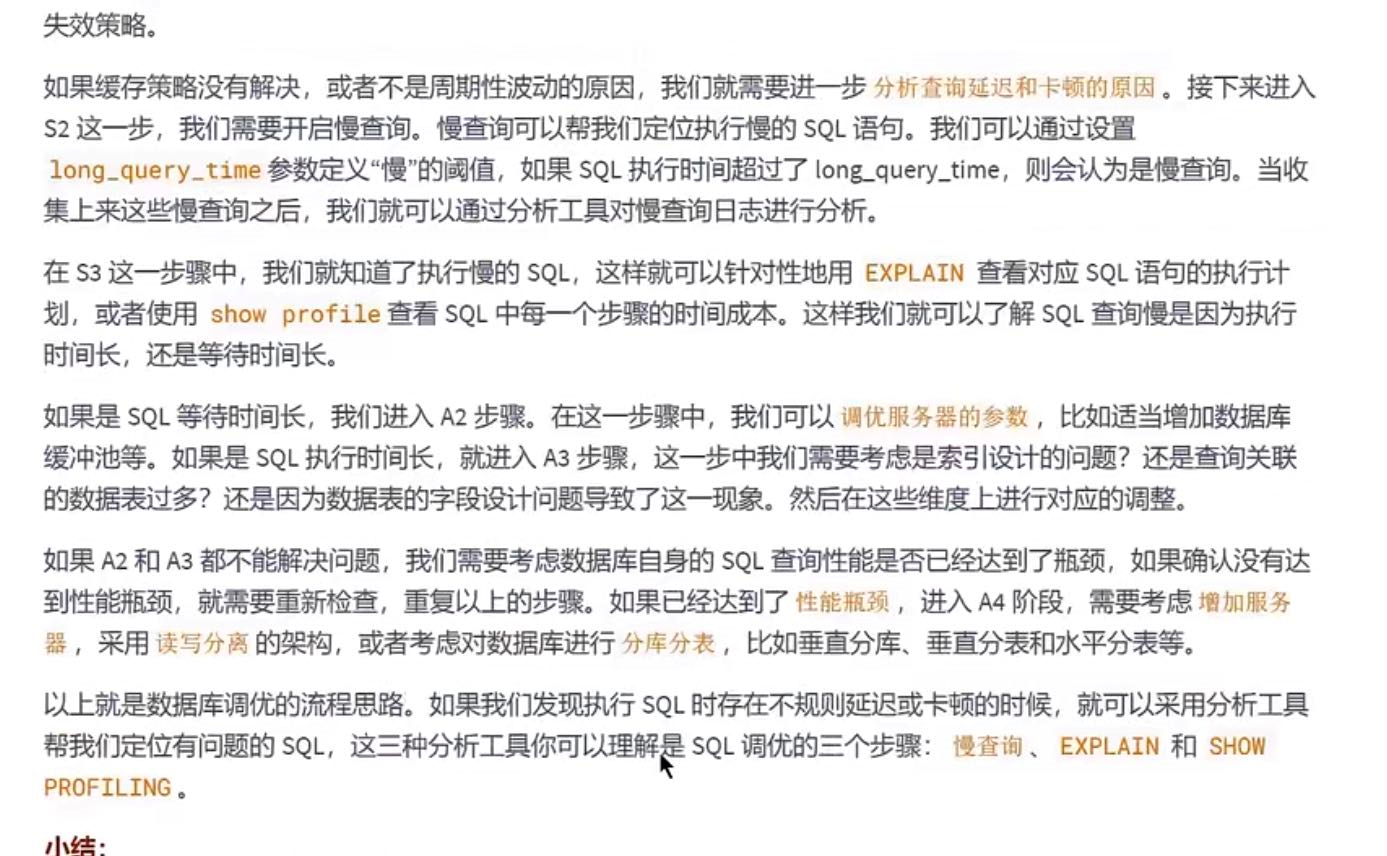 失效策略。
如果缓存策略没有解决，或者不是周期性波动的原因，我们就需要进一步 分析查询延迟和卡顿的原因 。接下来进入
S2 这一步，我们需要开启慢查询。慢查询可以帮我们定位执行慢的 SQL 语句。我们可以通过设置
long_query_time 参数定义“慢”的阈值，如果 SQL 执行时间超过了 long_query_time，则会认为是慢查询。当收
集上来这些慢查询之后，我们就可以通过分析工具对慢查询日志进行分析。
在 S3 这一步骤中，我们就知道了执行慢的 SQL，这样就可以针对性地用 EXPLAIN 查看对应 SQL 语句的执行计
划，或者使用 show profile 查看 SQL 中每一个步骤的时间成本。这样我们就可以了解 SQL 查询慢是因为执行
时间长，还是等待时间长。
如果是 SQL 等待时间长，我们进入 A2 步骤。在这一步骤中，我们可以 调优服务器的参数 ，比如适当增加数据库
缓冲池等。如果是 SQL 执行时间长，就进入 A3 步骤，这一步中我们需要考虑是索引设计的问题？还是查询关联
的数据表过多？还是因为数据表的字段设计问题导致了这一现象。然后在这些维度上进行对应的调整。
如果 A2 和 A3 都不能解决问题，我们需要考虑数据库自身的 SQL 查询性能是否已经达到了瓶颈，如果确认没有达
到性能瓶颈，就需要重新检查，重复以上的步骤。如果已经达到了 性能瓶颈 ，进入 A4 阶段，需要考虑 增加服务
器 ，采用 读写分离 的架构，或者考虑对数据库进行 分库分表 ，比如垂直分库、垂直分表和水平分表等。
以上就是数据库调优的流程思路。如果我们发现执行 SQL 时存在不规则延迟或卡顿的时候，就可以采用分析工具
帮我们定位有问题的 SQL，这三种分析工具你可以理解是 SQL 调优的三个步骤： 慢查询 、 EXPLAIN 和 SHOW
PROFILING 。
小结：